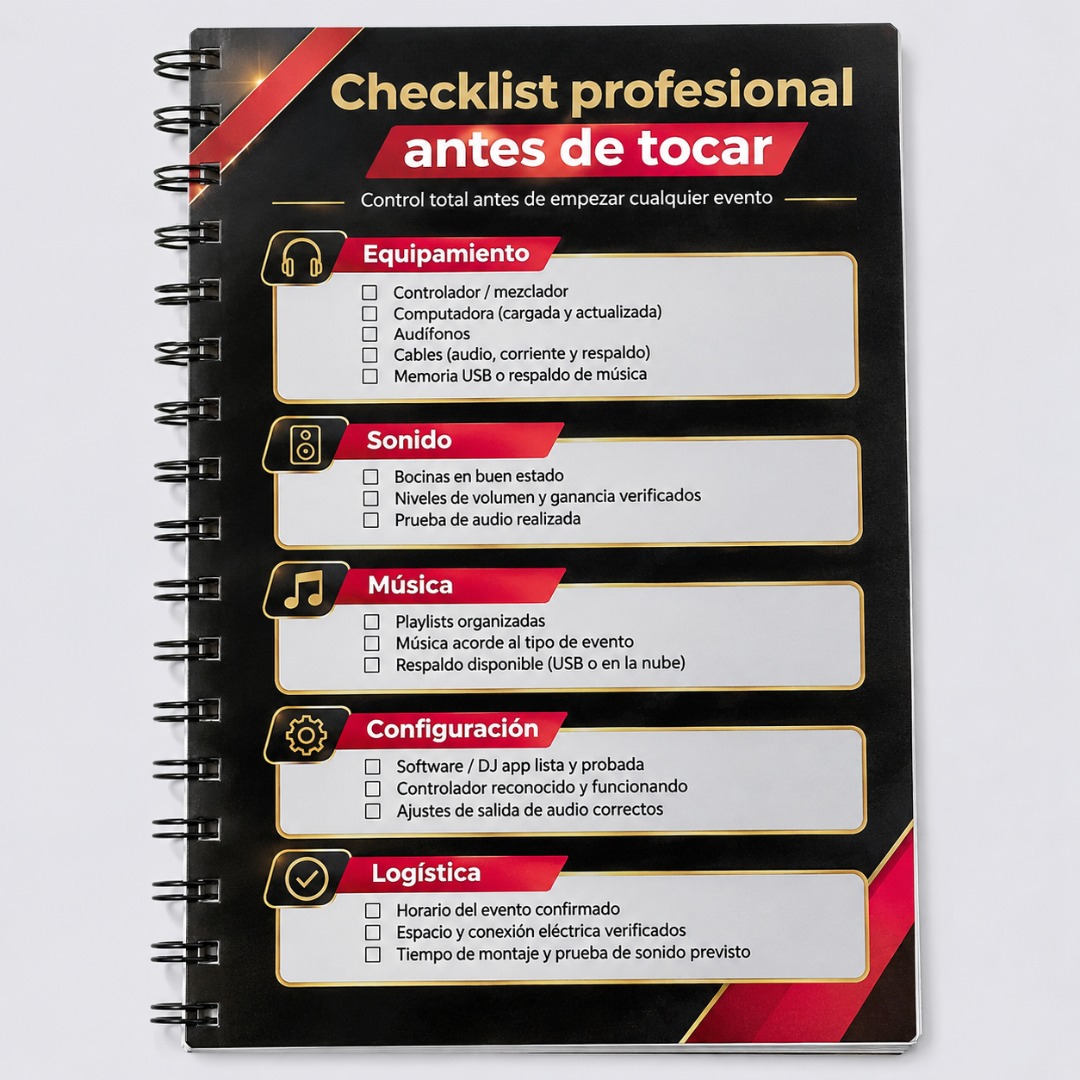 Checklist profesional
antes de tocar
Control total antes de empezar cualquier evento
Equipamiento
Controlador / mezclador
Computadora (cargada y actualizada)
Audífonos
Cables (audio, corriente y respaldo)
Memoria USB o respaldo de música
Sonido
Bocinas en buen estado
Niveles de volumen y ganancia verificados
Prueba de audio realizada
Música
Playlists organizadas
Música acorde al tipo de evento
Respaldo disponible (USB o en la nube)
Configuración
Software / DJ app lista y probada
Controlador reconocido y funcionando
Ajustes de salida de audio correctos
Logística
Horario del evento confirmado
Espacio y conexión eléctrica verificados
Tiempo de montaje y prueba de sonido previsto